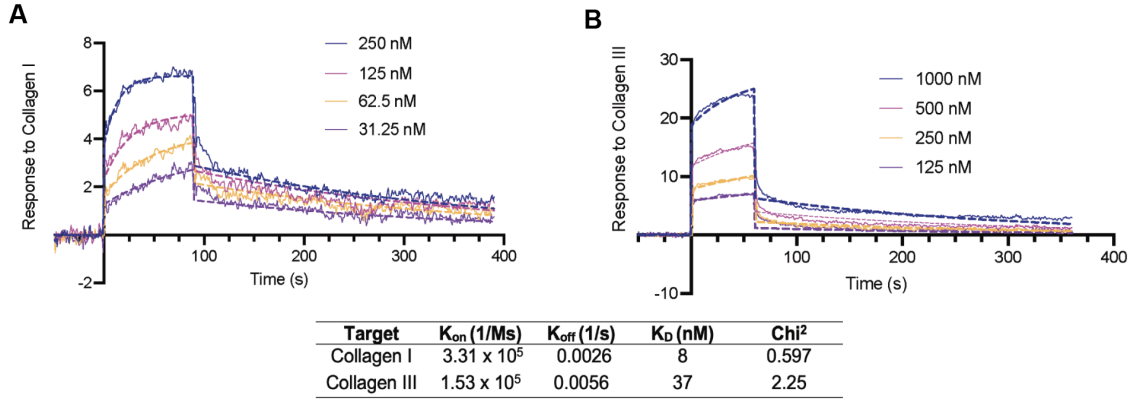 A
B
Response to Collagen I
8
6
4
2
-2
100
200
300
400
Time (s)
250 nM
125 nM
62.5 nM
31.25 nM
Response to Collagen III
30
20
10
-10
100
200
300
400
Time (s)
1000 nM
500 nM
250 nM
125 nM
Target Kon (1/Ms) Koff (1/s) KD (nM) Chi²
Collagen I 3.31 x 10⁵ 0.0026 8 0.597
Collagen III 1.53 x 10⁵ 0.0056 37 2.25